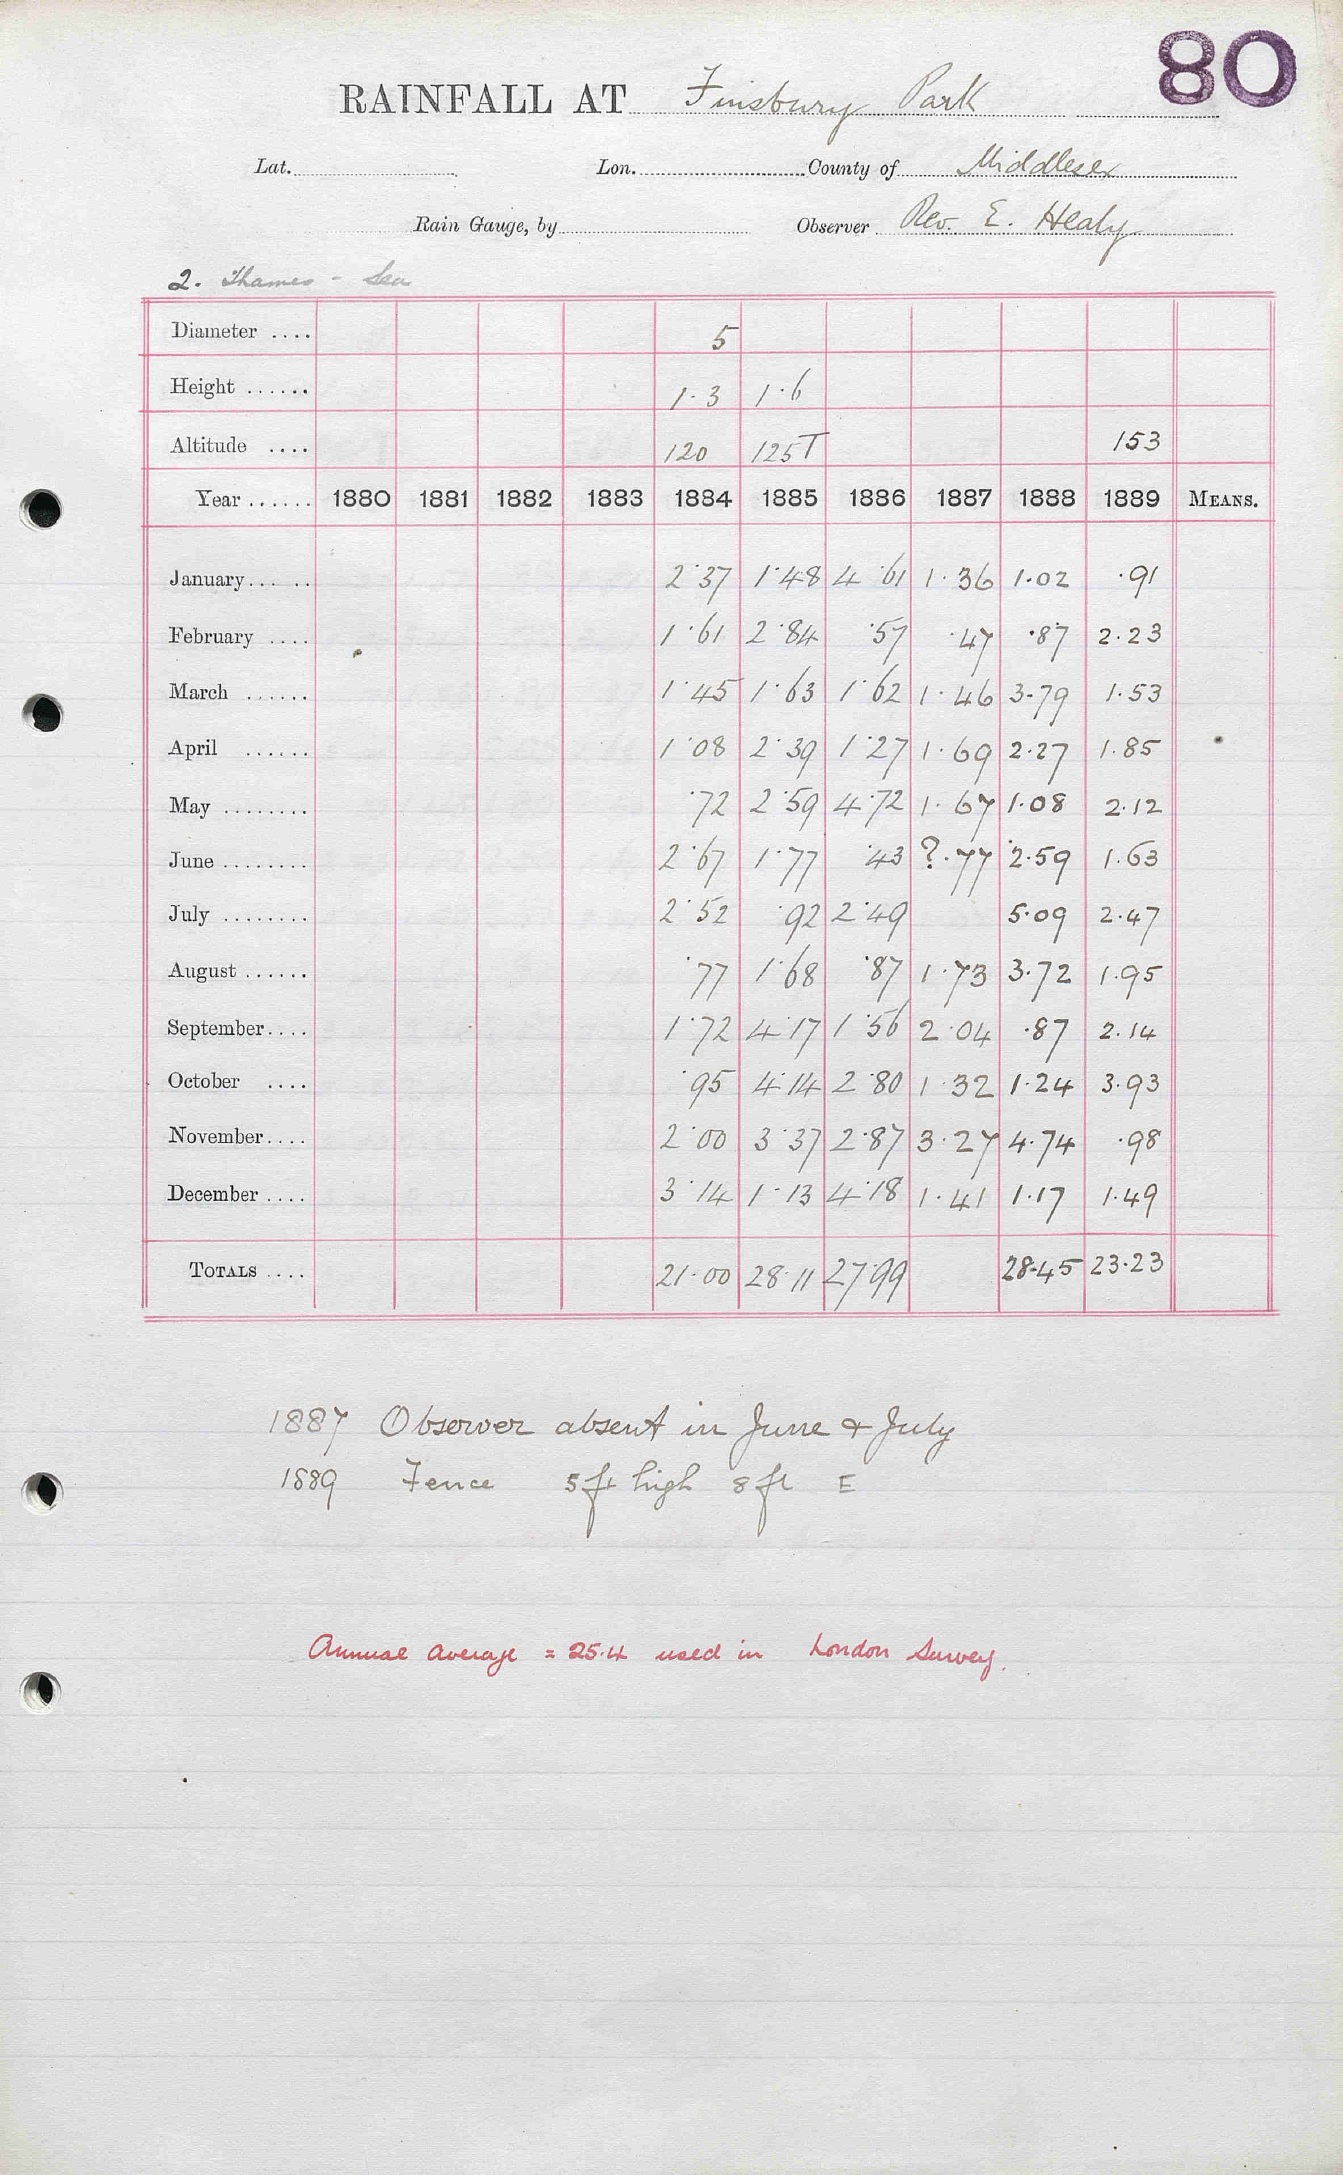 80
RAINFALL AT Finsbury Park
Lat. Lon. County of Middlesex
Rain Gauge, by Observer Rev. E. Healy
2. Thames - Sea
Diameter .... 5
Height ...... 1·3 1·6
Altitude .... 120 125T 153
Year ...... 1880 1881 1882 1883 1884 1885 1886 1887 1888 1889 MEANS.
January... .. 2·37 1·48 4·61 1·36 1·02 ·91
February .... 1·61 2·84 ·57 ·47 ·87 2·23
March ...... 1·45 1·63 1·62 1·46 3·79 1·53
April ...... 1·08 2·39 1·27 1·69 2·27 1·85
May ........ ·72 2·59 4·72 1·67 1·08 2·12
June ........ 2·67 1·77 ·43 ?·77 2·59 1·63
July ........ 2·52 ·92 2·49 5·09 2·47
August ...... ·77 1·68 ·87 1·73 3·72 1·95
September.... 1·72 4·17 1·56 2·04 ·87 2·14
October .... ·95 4·14 2·80 1·32 1·24 3·93
November.... 2·00 3·37 2·87 3·27 4·74 ·98
December .... 3·14 1·13 4·18 1·41 1·17 1·49
TOTALS .... 21·00 28·11 27·99 28·45 23·23
1887 Observer absent in June & July
1889 Fence 5ft high 8ft E
Annual average = 25.4 used in London Survey.